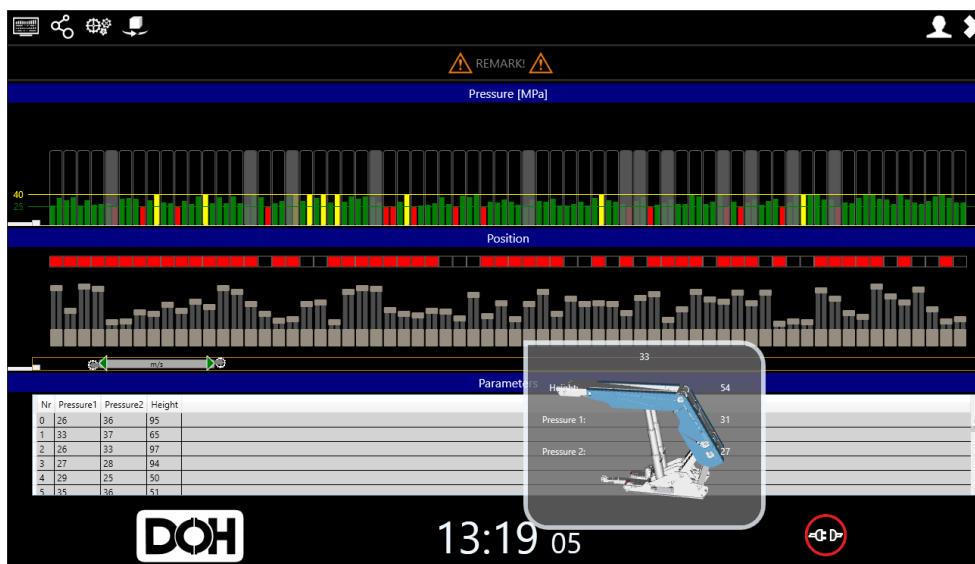 REMARK!
Pressure [MPa]
40
25
Position
m/s
Parameters
33
Height: 54
Pressure 1: 31
Pressure 2: 27
Nr Pressure1 Pressure2 Height
0 26 36 95
1 33 37 65
2 26 33 97
3 27 28 94
4 29 25 50
5 35 36 51
DOH
13:19 05